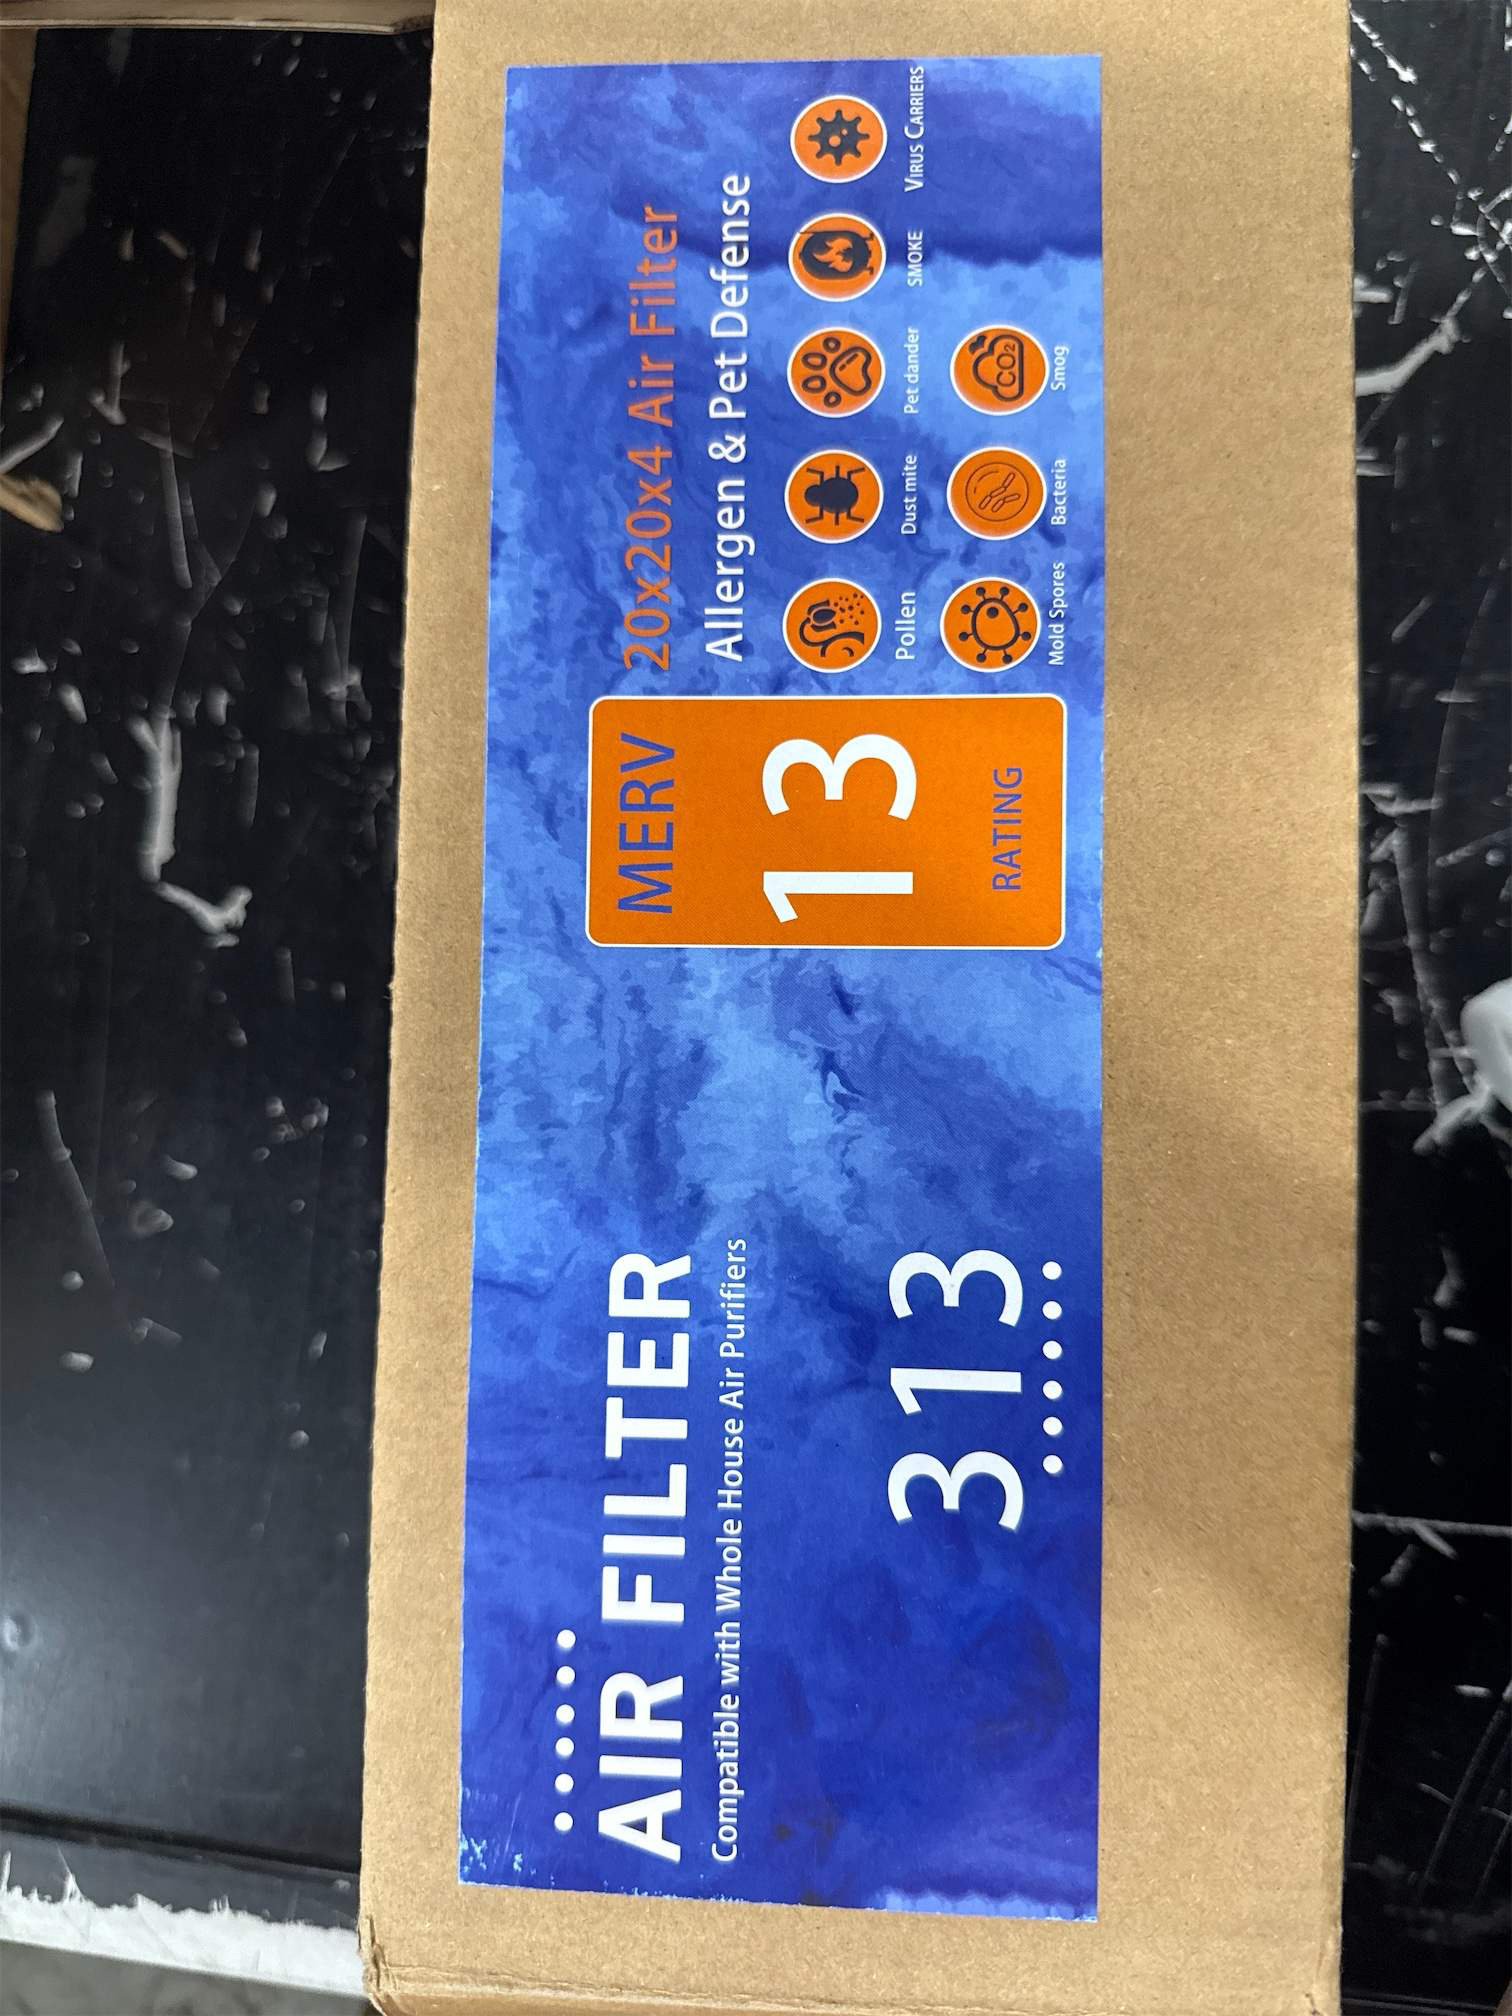 AIR FILTER
Compatible with Whole House Air Purifiers
313
MERV
13
RATING
20x20x4 Air Filter
Allergen & Pet Defense
Pollen
Dust mite
Pet dander
SMOKE
VIRUS CARRIERS
CO₂
Mold Spores
Bacteria
Smog